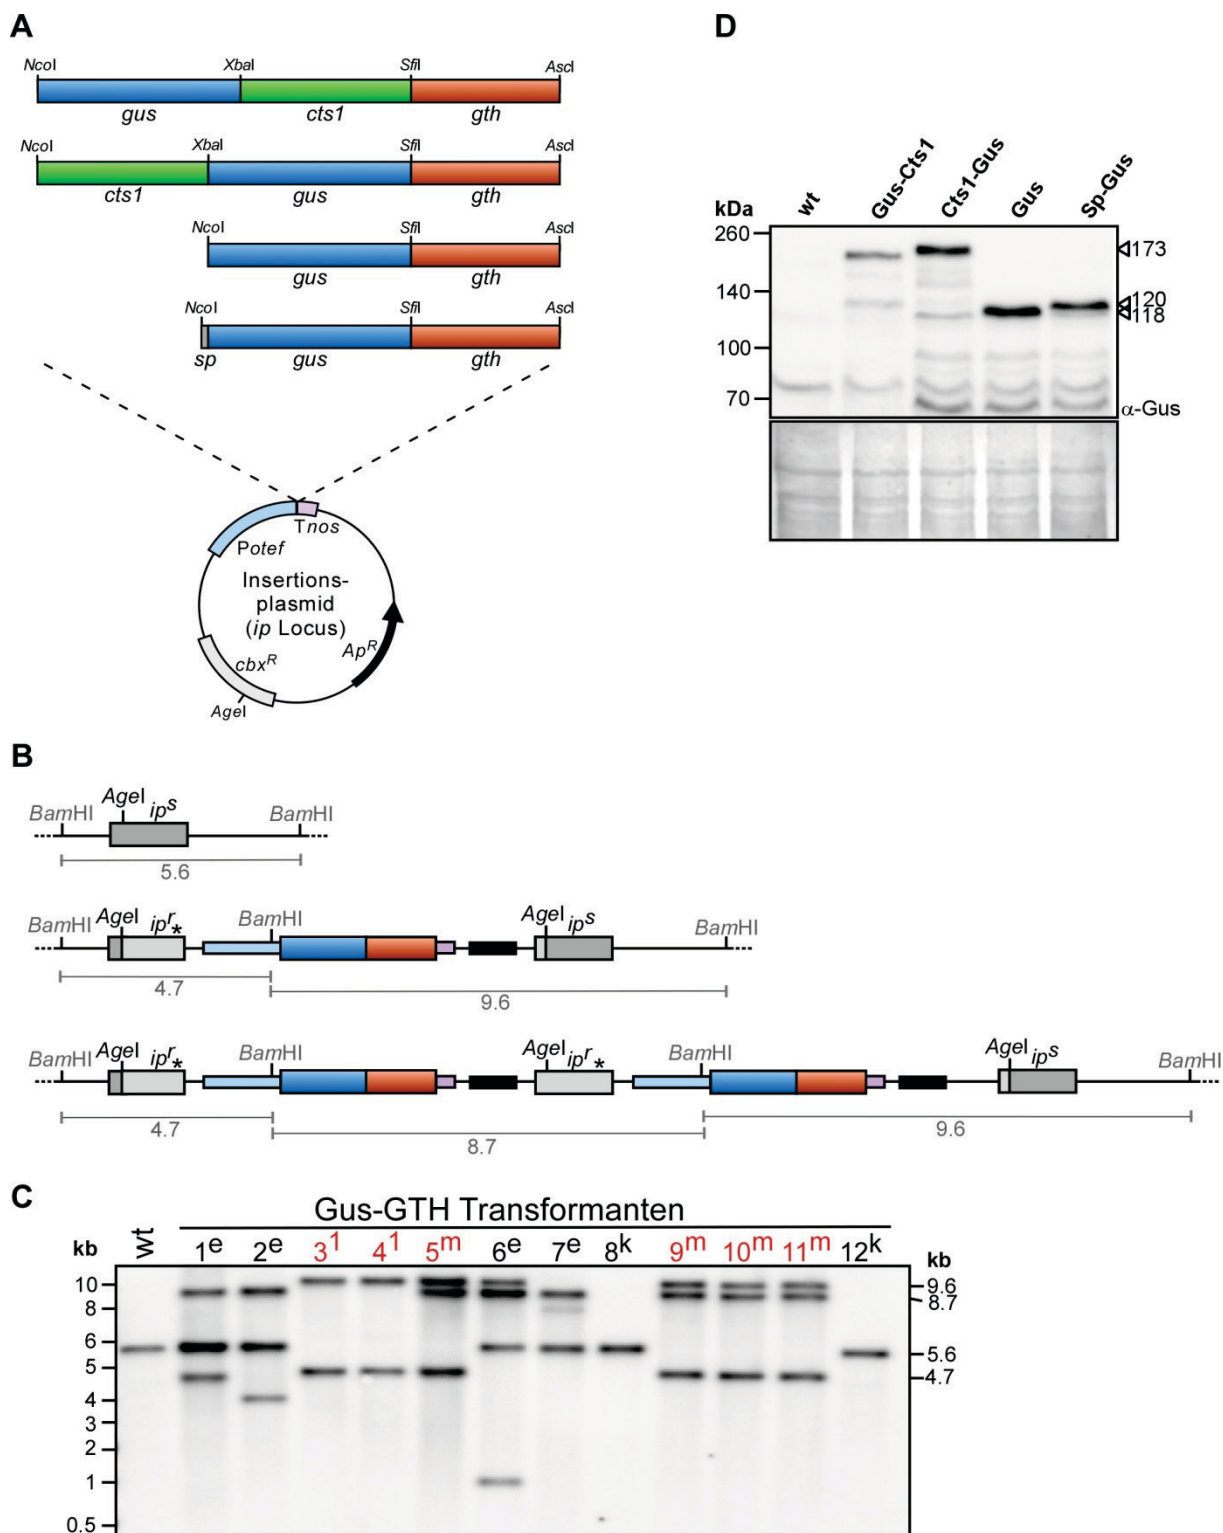 A
NcoI XbaI SfiI AscI
gus cts1 gth
NcoI XbaI SfiI AscI
cts1 gus gth
NcoI SfiI AscI
gus gth
NcoI SfiI AscI
sp gus gth
Tnos
Potef
Insertions-
plasmid
(ip Locus)
ApR
cbxR
AgeI
D
wt Gus-Cts1 Cts1-Gus Gus Sp-Gus
kDa
260
173
140
120
118
100
70
α-Gus
B
BamHI AgeI ips BamHI
5.6
BamHI AgeI ipr* BamHI AgeI ips BamHI
4.7 9.6
BamHI AgeI ipr* BamHI AgeI ipr* BamHI AgeI ips BamHI
4.7 8.7 9.6
C
Gus-GTH Transformanten
kb wt 1e 2e 31 41 5m 6e 7e 8k 9m 10m 11m 12k kb
10 9.6
8 8.7
6 5.6
5 4.7
4
3
2
1
0.5